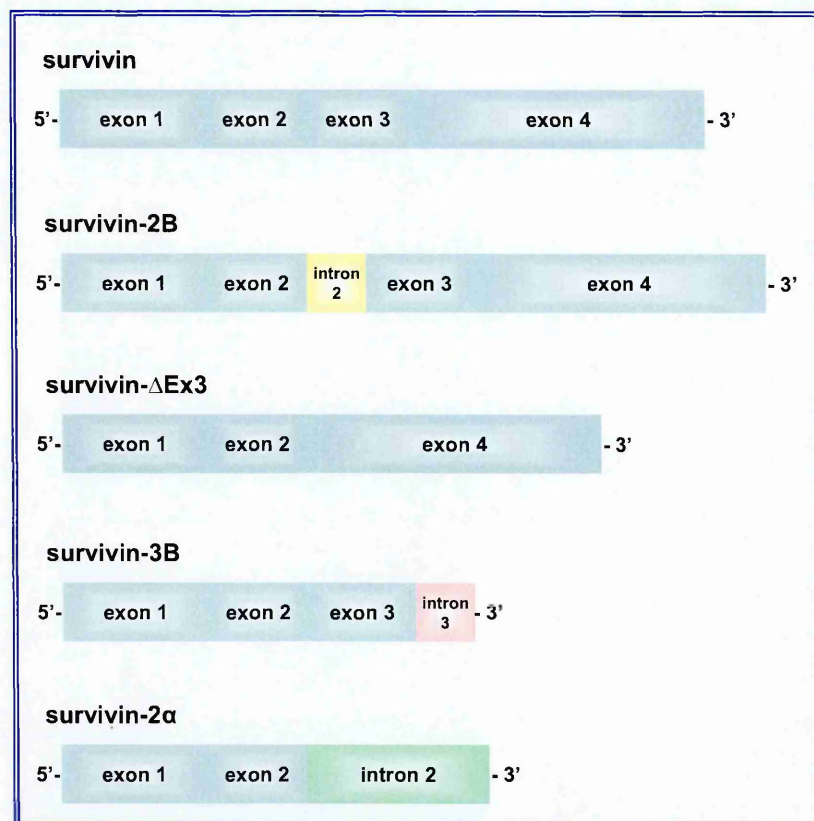 survivin
5'- exon 1 exon 2 exon 3 exon 4 - 3'
survivin-2B
5'- exon 1 exon 2 intron 2 exon 3 exon 4 - 3'
survivin-ΔEx3
5'- exon 1 exon 2 exon 4 - 3'
survivin-3B
5'- exon 1 exon 2 exon 3 intron 3 - 3'
survivin-2α
5'- exon 1 exon 2 intron 2 - 3'